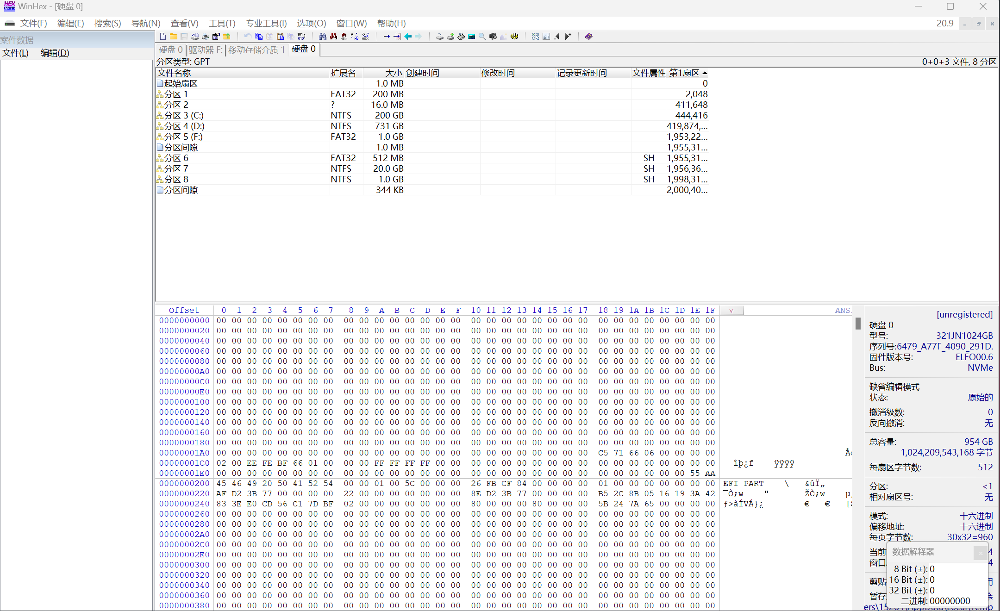 WinHex - [硬盘 0]
文件(F) 编辑(E) 搜索(S) 导航(N) 查看(V) 工具(T) 专业工具(I) 选项(O) 窗口(W) 帮助(H) 20.9
案件数据
文件(L) 编辑(D)
硬盘 0 驱动器 F: 移动存储介质 1 硬盘 0
分区类型: GPT 0+0+3 文件, 8 分区
文件名称 扩展名 大小 创建时间 修改时间 记录更新时间 文件属性 第1扇区
起始扇区 1.0 MB 0
分区 1 FAT32 200 MB 2,048
分区 2 ? 16.0 MB 411,648
分区 3 (C:) NTFS 200 GB 444,416
分区 4 (D:) NTFS 731 GB 419,874,...
分区 5 (F:) FAT32 1.0 GB 1,953,22...
分区间隙 1.0 MB 1,955,31...
分区 6 FAT32 512 MB SH 1,955,31...
分区 7 NTFS 20.0 GB SH 1,956,36...
分区 8 NTFS 1.0 GB SH 1,998,31...
分区间隙 344 KB 2,000,40...
Offset 0 1 2 3 4 5 6 7 8 9 A B C D E F 10 11 12 13 14 15 16 17 18 19 1A 1B 1C 1D 1E 1F ANSI
0000000000 00 00 00 00 00 00 00 00 00 00 00 00 00 00 00 00 00 00 00 00 00 00 00 00 00 00 00 00 00 00 00 00
0000000020 00 00 00 00 00 00 00 00 00 00 00 00 00 00 00 00 00 00 00 00 00 00 00 00 00 00 00 00 00 00 00 00
0000000040 00 00 00 00 00 00 00 00 00 00 00 00 00 00 00 00 00 00 00 00 00 00 00 00 00 00 00 00 00 00 00 00
0000000060 00 00 00 00 00 00 00 00 00 00 00 00 00 00 00 00 00 00 00 00 00 00 00 00 00 00 00 00 00 00 00 00
0000000080 00 00 00 00 00 00 00 00 00 00 00 00 00 00 00 00 00 00 00 00 00 00 00 00 00 00 00 00 00 00 00 00
00000000A0 00 00 00 00 00 00 00 00 00 00 00 00 00 00 00 00 00 00 00 00 00 00 00 00 00 00 00 00 00 00 00 00
00000000C0 00 00 00 00 00 00 00 00 00 00 00 00 00 00 00 00 00 00 00 00 00 00 00 00 00 00 00 00 00 00 00 00
00000000E0 00 00 00 00 00 00 00 00 00 00 00 00 00 00 00 00 00 00 00 00 00 00 00 00 00 00 00 00 00 00 00 00
0000000100 00 00 00 00 00 00 00 00 00 00 00 00 00 00 00 00 00 00 00 00 00 00 00 00 00 00 00 00 00 00 00 00
0000000120 00 00 00 00 00 00 00 00 00 00 00 00 00 00 00 00 00 00 00 00 00 00 00 00 00 00 00 00 00 00 00 00
0000000140 00 00 00 00 00 00 00 00 00 00 00 00 00 00 00 00 00 00 00 00 00 00 00 00 00 00 00 00 00 00 00 00
0000000160 00 00 00 00 00 00 00 00 00 00 00 00 00 00 00 00 00 00 00 00 00 00 00 00 00 00 00 00 00 00 00 00
0000000180 00 00 00 00 00 00 00 00 00 00 00 00 00 00 00 00 00 00 00 00 00 00 00 00 00 00 00 00 00 00 00 00
00000001A0 00 00 00 00 00 00 00 00 00 00 00 00 00 00 00 00 00 00 00 00 00 00 00 00 C5 71 66 06 00 00 00 00
00000001C0 02 00 EE FE BF 66 01 00 00 00 FF FF FF FF 00 00 00 00 00 00 00 00 00 00 00 00 00 00 00 00 00 00 îþ¿f ÿÿÿÿ
00000001E0 00 00 00 00 00 00 00 00 00 00 00 00 00 00 00 00 00 00 00 00 00 00 00 00 00 00 00 00 00 00 55 AA
0000000200 45 46 49 20 50 41 52 54 00 00 01 00 5C 00 00 00 26 FB CF 84 00 00 00 00 01 00 00 00 00 00 00 00 EFI PART \ &ûÏ„
0000000220 AF D2 3B 77 00 00 00 00 22 00 00 00 00 00 00 00 8E D2 3B 77 00 00 00 00 B5 2C 8B 05 16 19 3A 42 ¯Ò;w " ŽÒ;w µ,
0000000240 83 3E E0 CD 56 C1 7D BF 02 00 00 00 00 00 00 00 80 00 00 00 80 00 00 00 5B 24 7A 65 00 00 00 00 ƒ>àÍVÁ}¿ € € [
0000000260 00 00 00 00 00 00 00 00 00 00 00 00 00 00 00 00 00 00 00 00 00 00 00 00 00 00 00 00 00 00 00 00
0000000280 00 00 00 00 00 00 00 00 00 00 00 00 00 00 00 00 00 00 00 00 00 00 00 00 00 00 00 00 00 00 00 00
00000002A0 00 00 00 00 00 00 00 00 00 00 00 00 00 00 00 00 00 00 00 00 00 00 00 00 00 00 00 00 00 00 00 00
00000002C0 00 00 00 00 00 00 00 00 00 00 00 00 00 00 00 00 00 00 00 00 00 00 00 00 00 00 00 00 00 00 00 00
00000002E0 00 00 00 00 00 00 00 00 00 00 00 00 00 00 00 00 00 00 00 00 00 00 00 00 00 00 00 00 00 00 00 00
0000000300 00 00 00 00 00 00 00 00 00 00 00 00 00 00 00 00 00 00 00 00 00 00 00 00 00 00 00 00 00 00 00 00
0000000320 00 00 00 00 00 00 00 00 00 00 00 00 00 00 00 00 00 00 00 00 00 00 00 00 00 00 00 00 00 00 00 00
0000000340 00 00 00 00 00 00 00 00 00 00 00 00 00 00 00 00 00 00 00 00 00 00 00 00 00 00 00 00 00 00 00 00
0000000360 00 00 00 00 00 00 00 00 00 00 00 00 00 00 00 00 00 00 00 00 00 00 00 00 00 00 00 00 00 00 00 00
0000000380 00 00 00 00 00 00 00 00 00 00 00 00 00 00 00 00 00 00 00 00 00 00 00 00 00 00 00 00 00 00 00 00
[unregistered]
硬盘 0
型号: 321JN1024GB
序列号:6479_A77F_4090_291D.
固件版本号: ELFO00.6
Bus: NVMe
缺省编辑模式
状态: 原始的
撤消级数: 0
反向撤消: 无
总容量: 954 GB
1,024,209,543,168 字节
每扇区字节数: 512
分区: <1
相对扇区号: 无
模式: 十六进制
偏移地址: 十六进制
每页字节数: 30x32=960
当前 4
窗口 4
剪贴 用
暂存 余
数据解释器
8 Bit (±): 0
16 Bit (±): 0
32 Bit (±): 0
二进制: 00000000